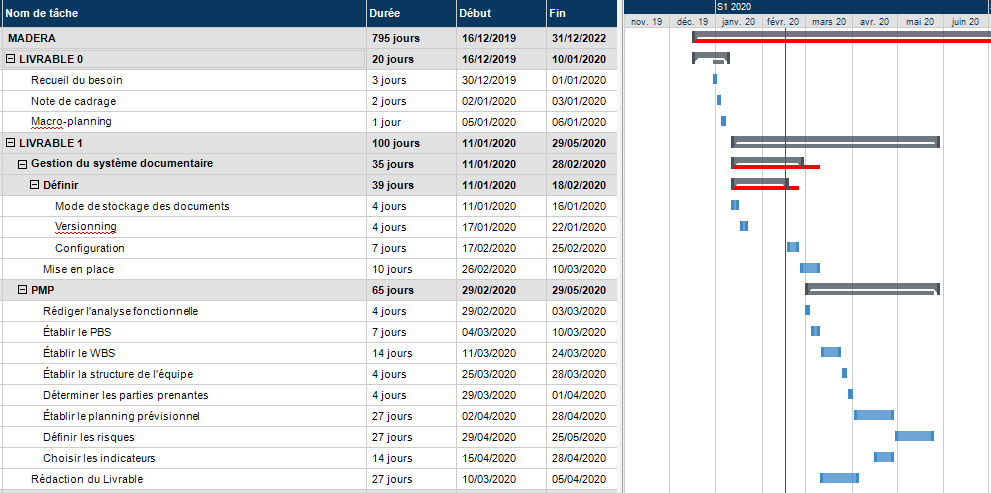 Nom de tâche Durée Début Fin
S1 2020
nov. 19 déc. 19 janv. 20 févr. 20 mars 20 avr. 20 mai 20 juin 20
MADERA 795 jours 16/12/2019 31/12/2022
LIVRABLE 0 20 jours 16/12/2019 10/01/2020
Recueil du besoin 3 jours 30/12/2019 01/01/2020
Note de cadrage 2 jours 02/01/2020 03/01/2020
Macro-planning 1 jour 05/01/2020 06/01/2020
LIVRABLE 1 100 jours 11/01/2020 29/05/2020
Gestion du système documentaire 35 jours 11/01/2020 28/02/2020
Définir 39 jours 11/01/2020 18/02/2020
Mode de stockage des documents 4 jours 11/01/2020 16/01/2020
Versionning 4 jours 17/01/2020 22/01/2020
Configuration 7 jours 17/02/2020 25/02/2020
Mise en place 10 jours 26/02/2020 10/03/2020
PMP 65 jours 29/02/2020 29/05/2020
Rédiger l'analyse fonctionnelle 4 jours 29/02/2020 03/03/2020
Établir le PBS 7 jours 04/03/2020 10/03/2020
Établir le WBS 14 jours 11/03/2020 24/03/2020
Établir la structure de l'équipe 4 jours 25/03/2020 28/03/2020
Déterminer les parties prenantes 4 jours 29/03/2020 01/04/2020
Établir le planning prévisionnel 27 jours 02/04/2020 28/04/2020
Définir les risques 27 jours 29/04/2020 25/05/2020
Choisir les indicateurs 14 jours 15/04/2020 28/04/2020
Rédaction du Livrable 27 jours 10/03/2020 05/04/2020